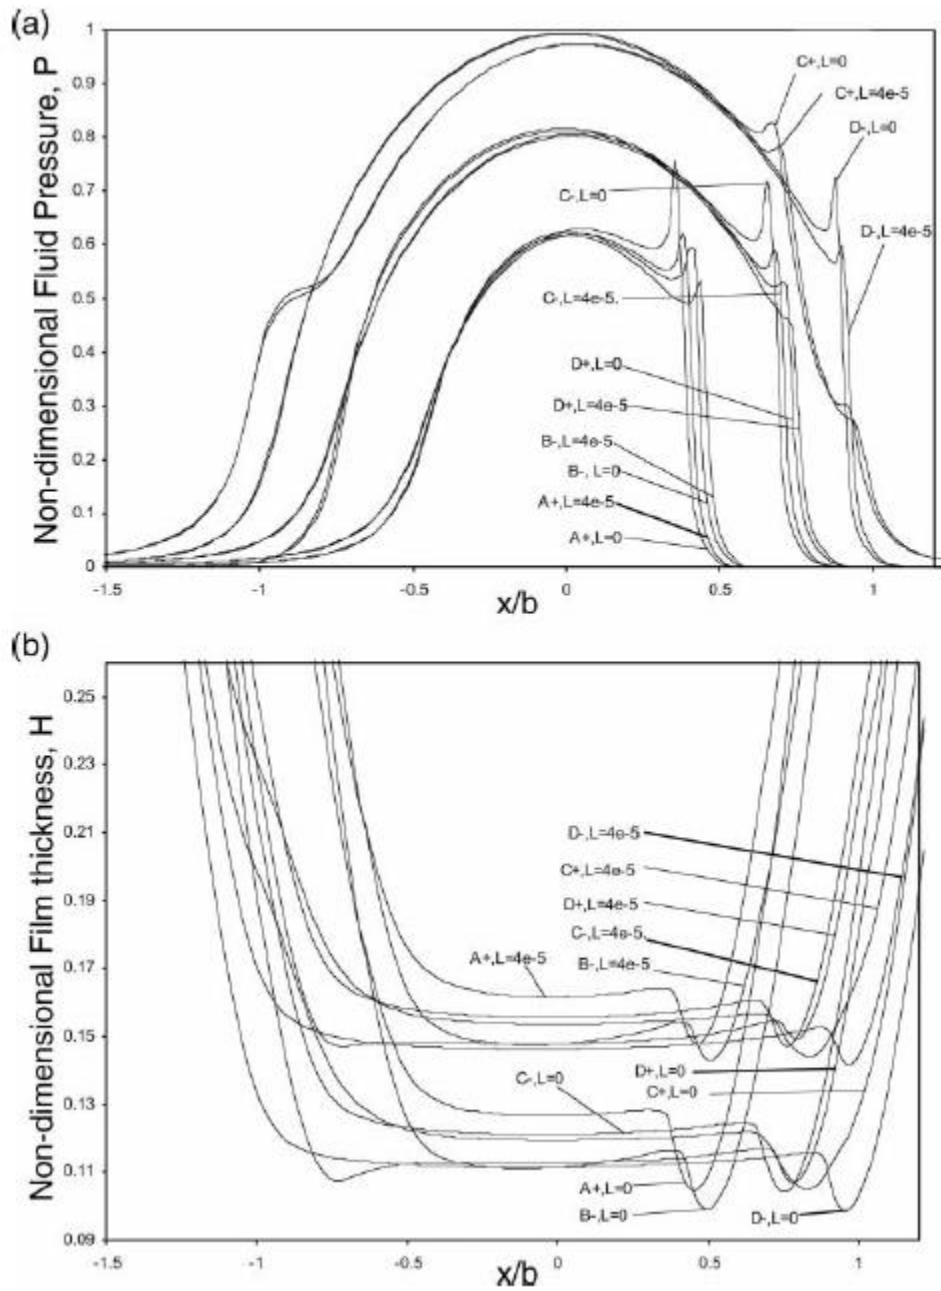 (a)
Non-dimensional Fluid Pressure, P
1
0.9
0.8
0.7
0.6
0.5
0.4
0.3
0.2
0.1
0
C+,L=0
C+,L=4e-5
D-,L=0
C-,L=0
D-,L=4e-5
C-,L=4e-5.
D+,L=0
D+,L=4e-5
B-,L=4e-5
B-, L=0
A+,L=4e-5
A+,L=0
-1.5
-1
-0.5
0
0.5
1
x/b
(b)
Non-dimensional Film thickness, H
0.25
0.23
0.21
0.19
0.17
0.15
0.13
0.11
0.09
D-,L=4e-5
C+,L=4e-5
D+,L=4e-5
C-,L=4e-5.
A+,L=4e-5
B-,L=4e-5
C-,L=0
D+,L=0
C+,L=0
A+,L=0
B-,L=0
D-,L=0
-1.5
-1
-0.5
0
0.5
1
x/b